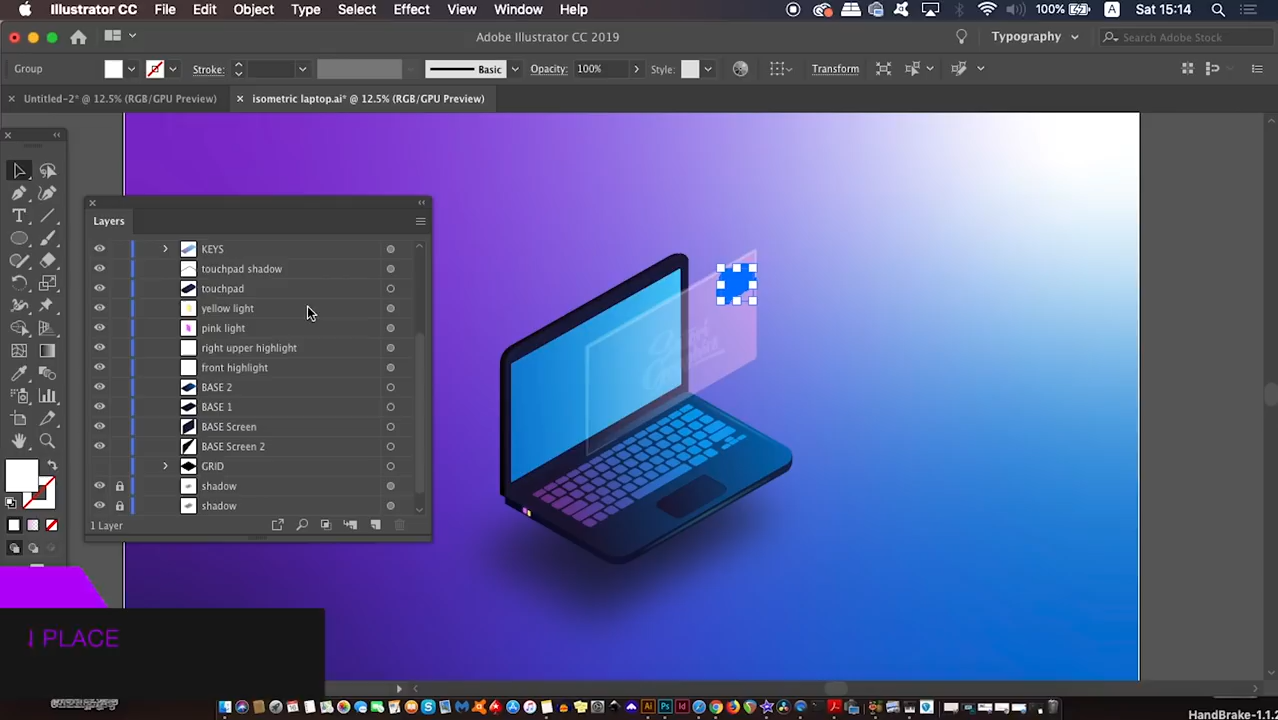 Illustrator CC File Edit Object Type Select Effect View Window Help 100% A Sat 15:14
Adobe Illustrator CC 2019 Typography Search Adobe Stock
Group Stroke: Basic Opacity: 100% Style: Transform
× Untitled-2* @ 12.5% (RGB/GPU Preview) × isometric laptop.ai* @ 12.5% (RGB/GPU Preview)
Layers
KEYS
touchpad shadow
touchpad
yellow light
pink light
right upper highlight
front highlight
BASE 2
BASE 1
BASE Screen
BASE Screen 2
GRID
shadow
shadow
1 Layer
PLACE